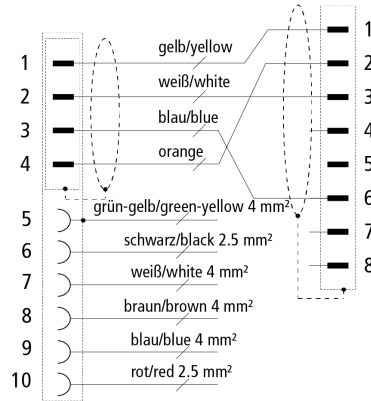 gelb/yellow
1
1
weiß/white
2
2
blau/blue
3
3
orange
4
4
5
grün-gelb/green-yellow 4 mm²
6
5
schwarz/black 2.5 mm²
7
6
weiß/white 4 mm²
8
7
braun/brown 4 mm²
8
blau/blue 4 mm²
9
rot/red 2.5 mm²
10